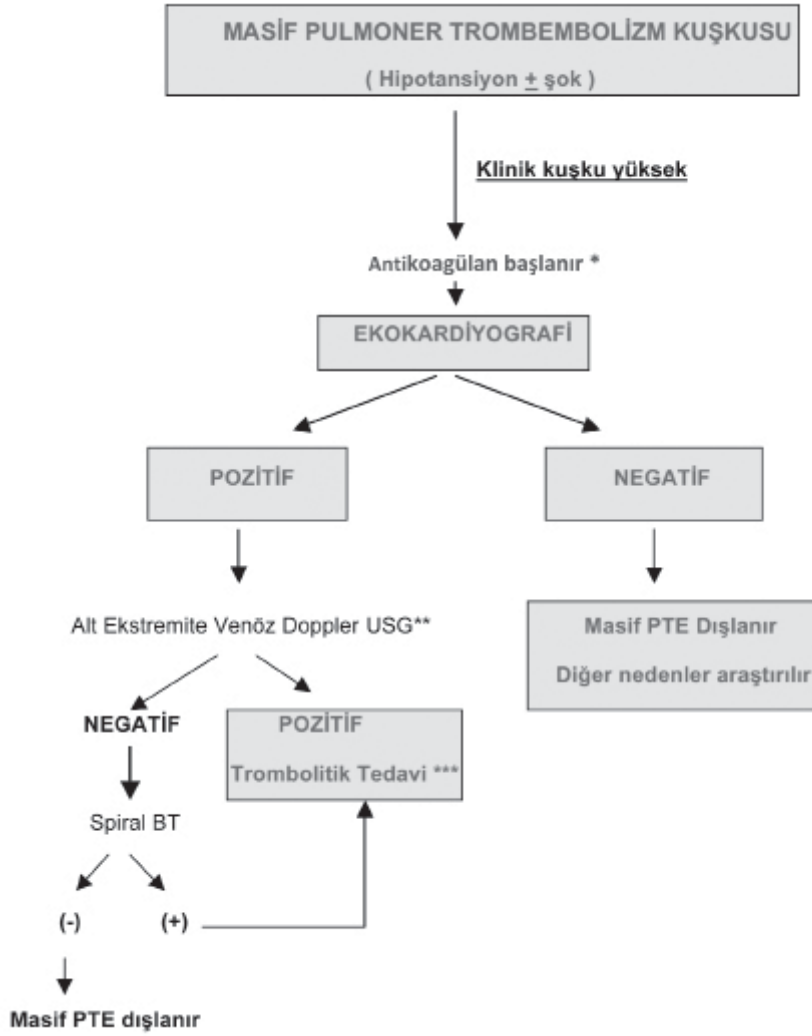 MASİF PULMONER TROMBEMBOLİZM KUŞKUSU
( Hipotansiyon ± şok )
Klinik kuşku yüksek
Antikoagülan başlanır *
EKOKARDİYOGRAFİ
POZİTİF
NEGATİF
Alt Ekstremite Venöz Doppler USG**
Masif PTE Dışlanır
Diğer nedenler araştırılır
NEGATİF
POZİTİF
Trombolitik Tedavi ***
Spiral BT
(-)
(+)
Masif PTE dışlanır